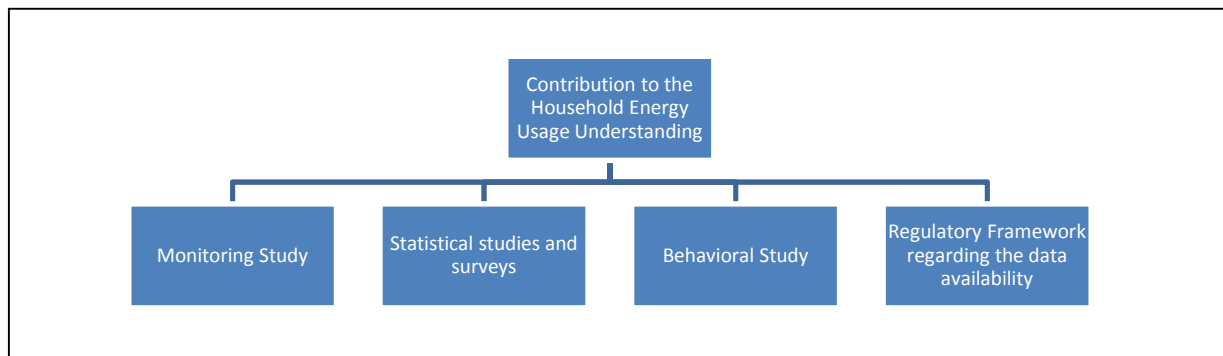 Contribution to the
Household Energy
Usage Understanding
Monitoring Study
Statistical studies and
surveys
Behavioral Study
Regulatory Framework
regarding the data
availability